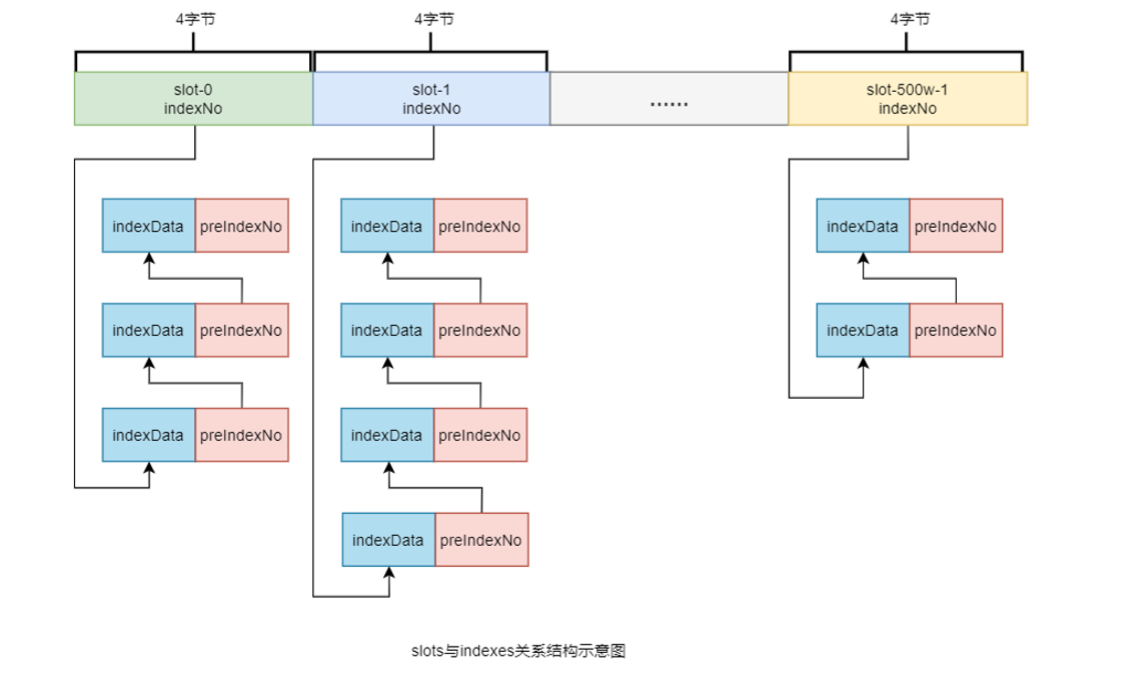 4字节
4字节
4字节
slot-0
indexNo
slot-1
indexNo
......
slot-500w-1
indexNo
indexData preIndexNo
indexData preIndexNo
indexData preIndexNo
indexData preIndexNo
indexData preIndexNo
indexData preIndexNo
indexData preIndexNo
indexData preIndexNo
indexData preIndexNo
slots与indexes关系结构示意图